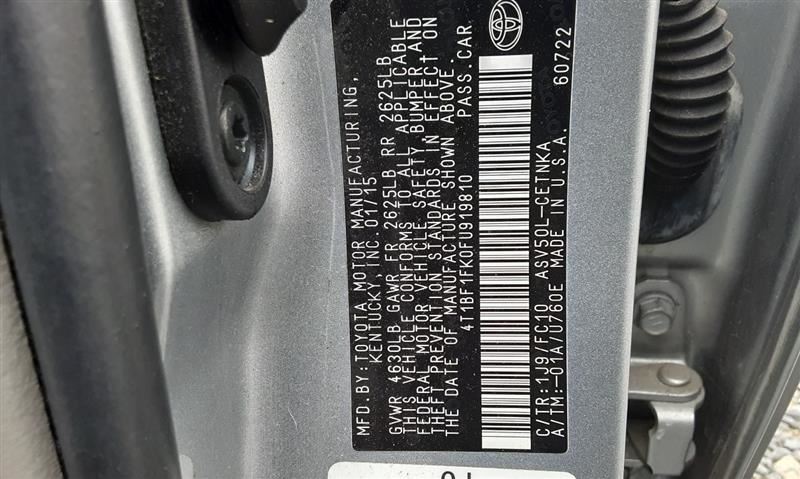 MFD.BY:TOYOTA MOTOR MANUFACTURING,
KENTUCKY, INC. 01/15
GVWR 4630LB GAWR FR 2625LB RR 2625LB
THIS VEHICLE CONFORMS TO ALL APPLICABLE
FEDERAL MOTOR VEHICLE SAFETY, BUMPER, AND
THEFT PREVENTION STANDARDS IN EFFECT ON
THE DATE OF MANUFACTURE SHOWN ABOVE.
4T1BF1FK0FU919810 PASS.CAR
C/TR:1J9/FC10 ASV50L-CETNKA 60722
A/TM:-01A/U760E MADE IN U.S.A.